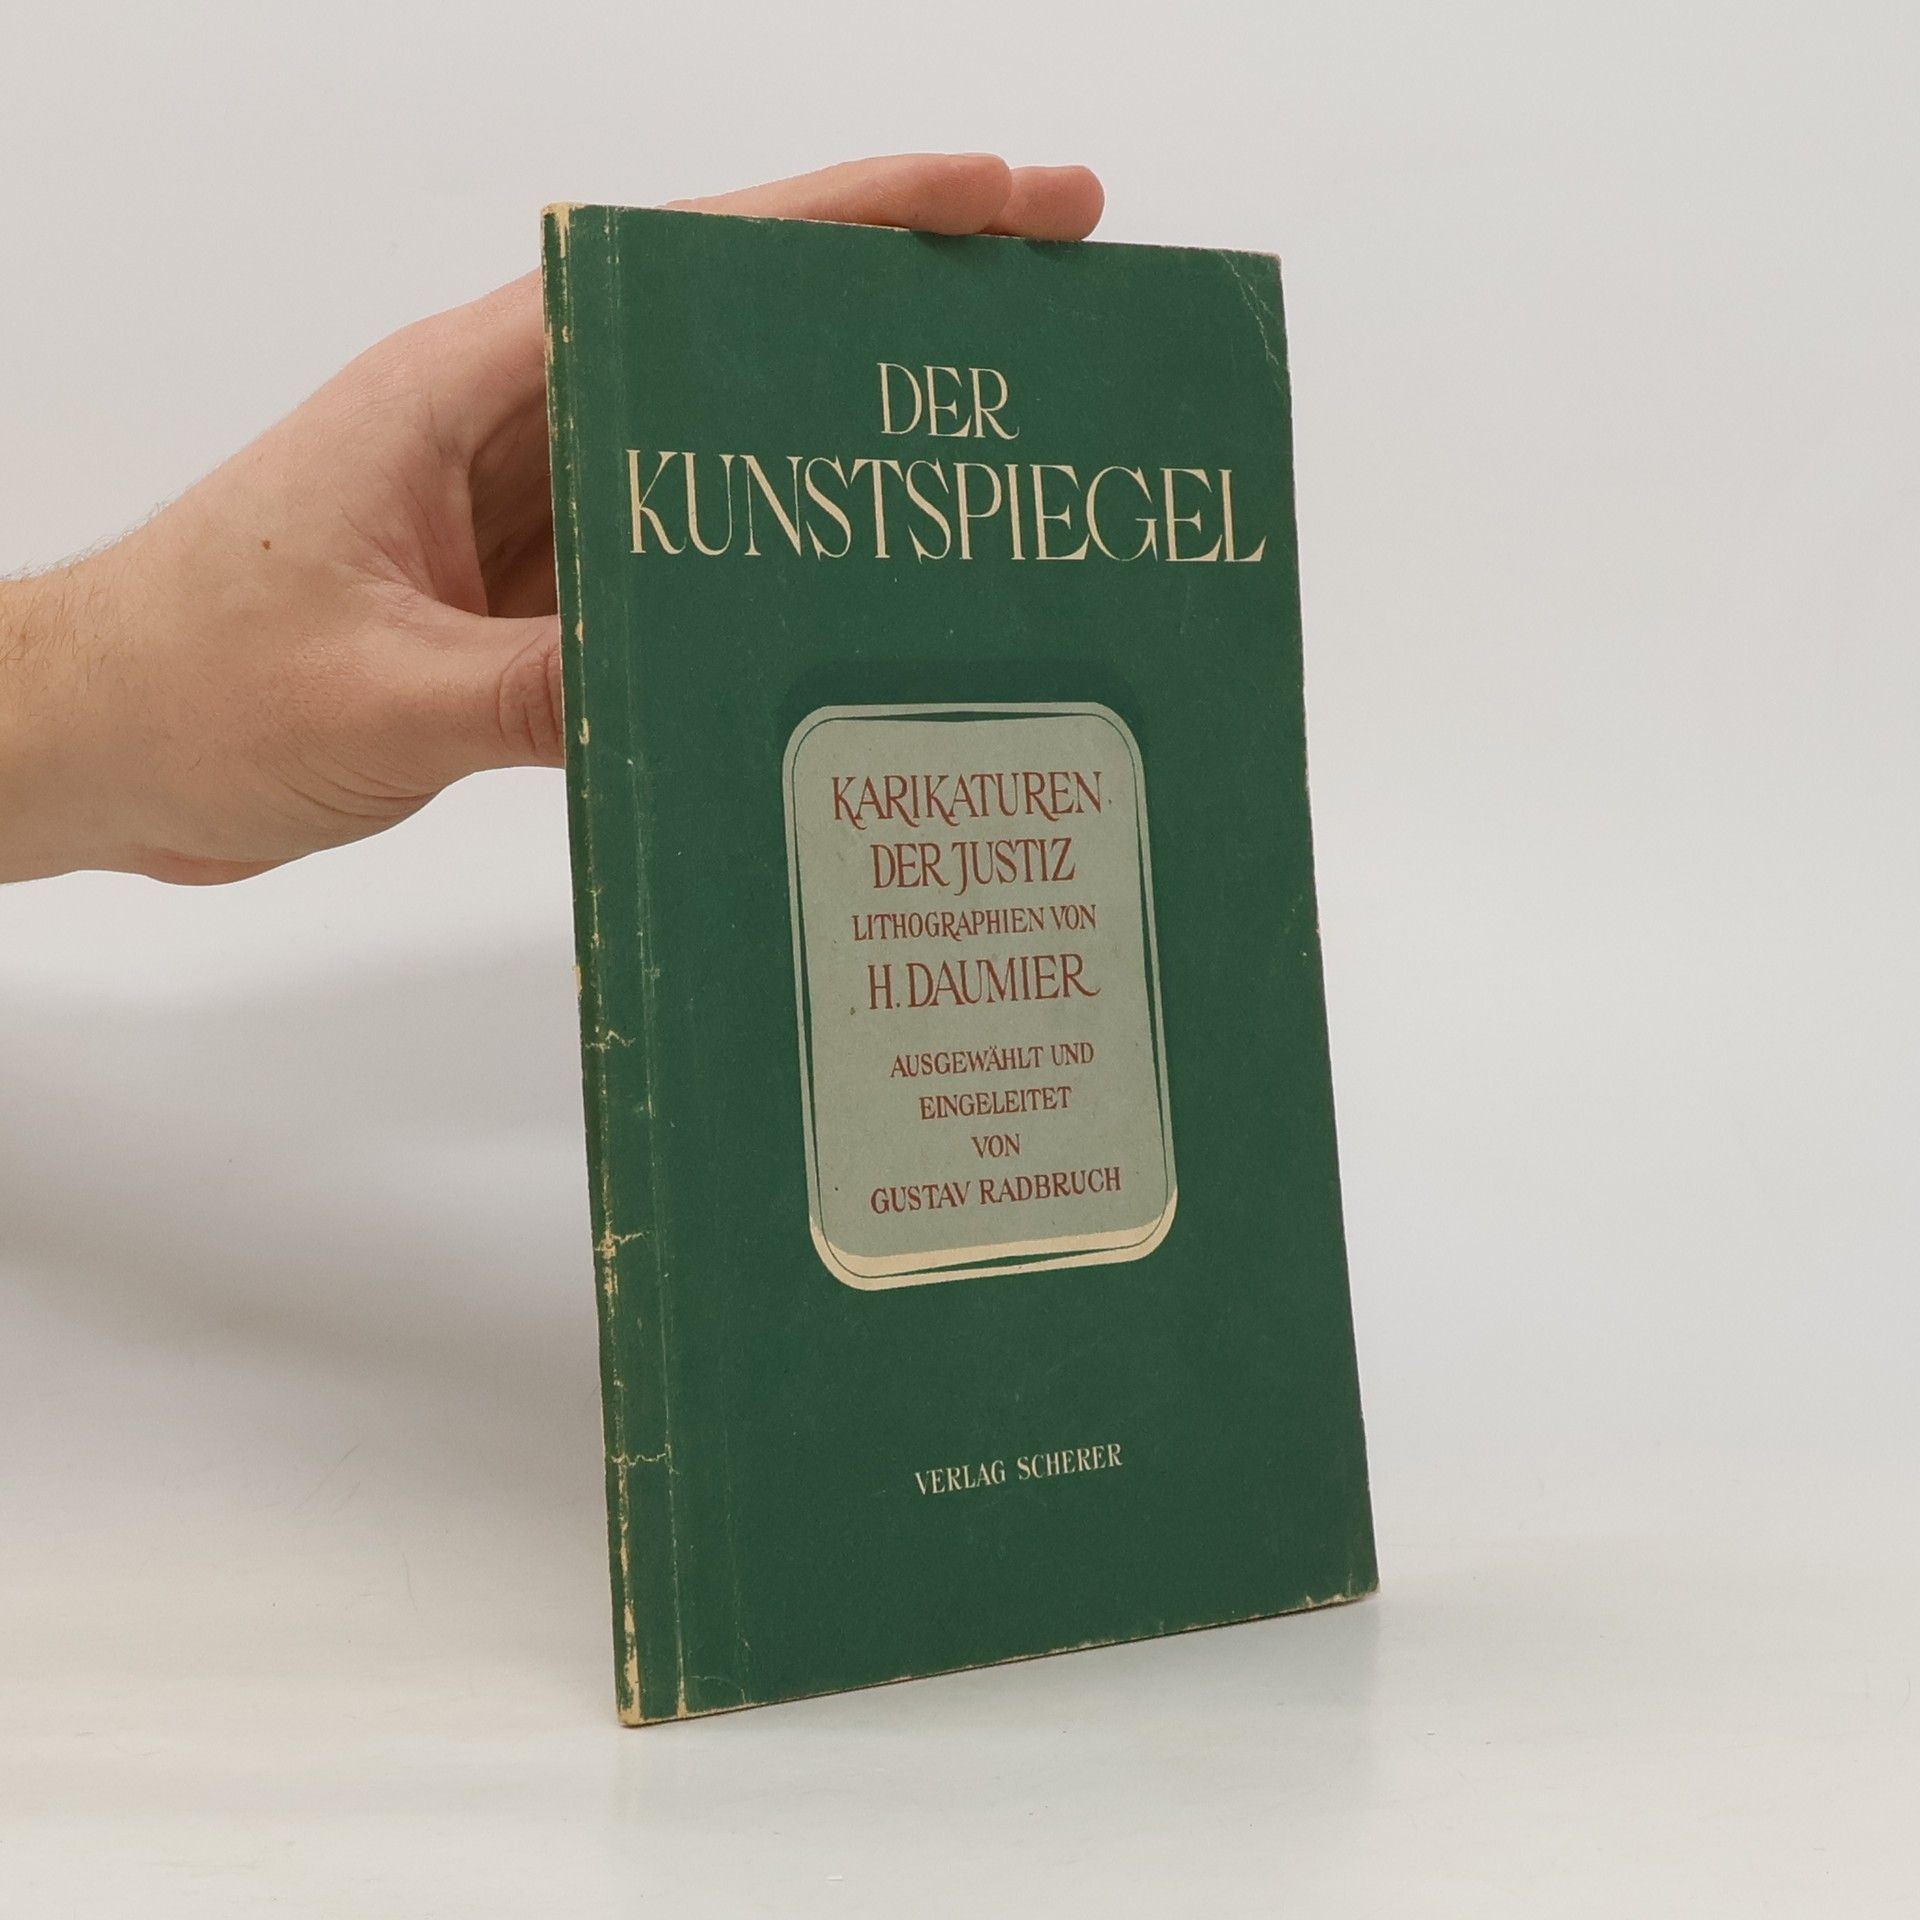 DER
KUNSTSPIEGEL
KARIKATUREN
DER JUSTIZ
LITHOGRAPHIEN VON
H. DAUMIER
AUSGEWÄHLT UND
EINGELEITET
VON
GUSTAV RADBRUCH
VERLAG SCHERER